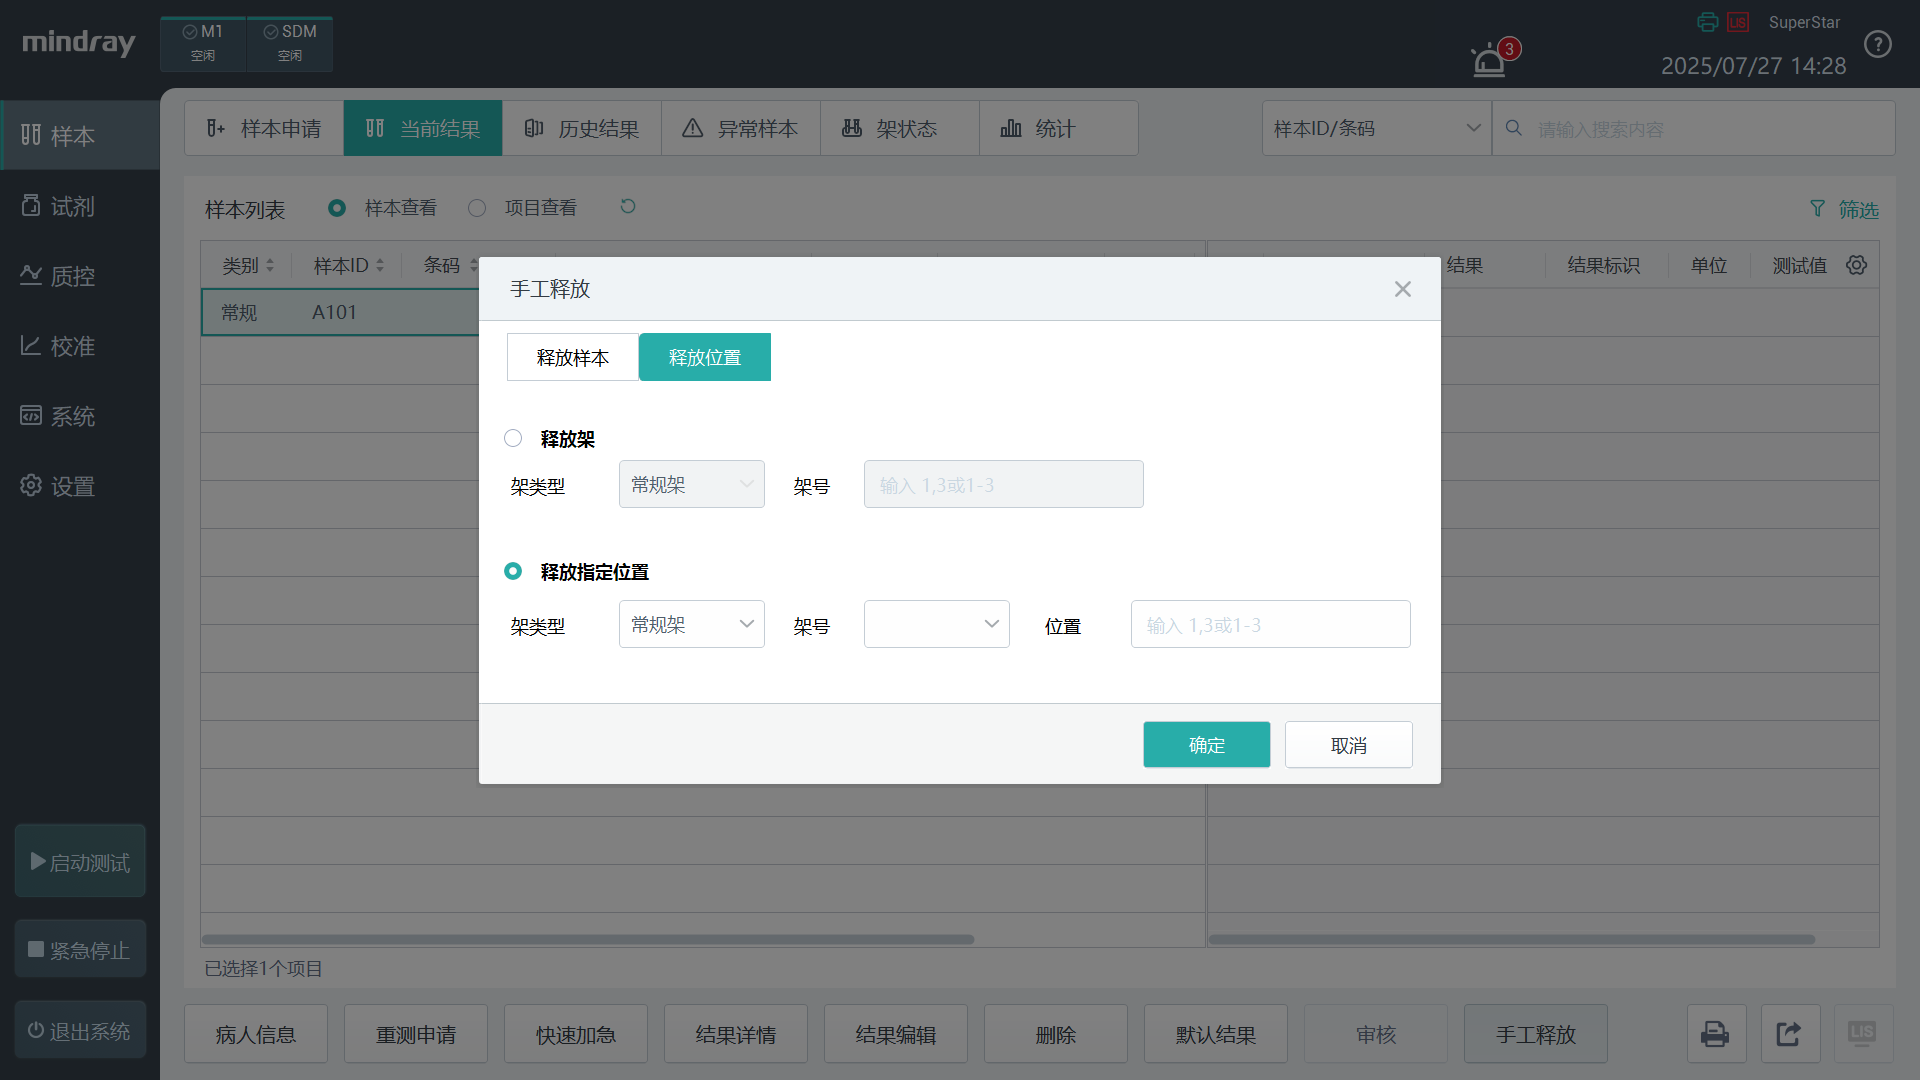 mindray
M1
空闲
SDM
空闲
3
LIS
SuperStar
2025/07/27 14:28
?
样本
试剂
质控
校准
系统
设置
启动测试
紧急停止
退出系统
样本申请
当前结果
历史结果
异常样本
架状态
统计
样本ID/条码
请输入搜索内容
样本列表
样本查看
项目查看
筛选
类别
样本ID
条码
结果
结果标识
单位
测试值
常规
A101
手工释放
释放样本
释放位置
释放架
架类型
常规架
架号
输入 1,3或1-3
释放指定位置
架类型
常规架
架号
位置
输入 1,3或1-3
确定
取消
已选择1个项目
病人信息
重测申请
快速加急
结果详情
结果编辑
删除
默认结果
审核
手工释放
LIS